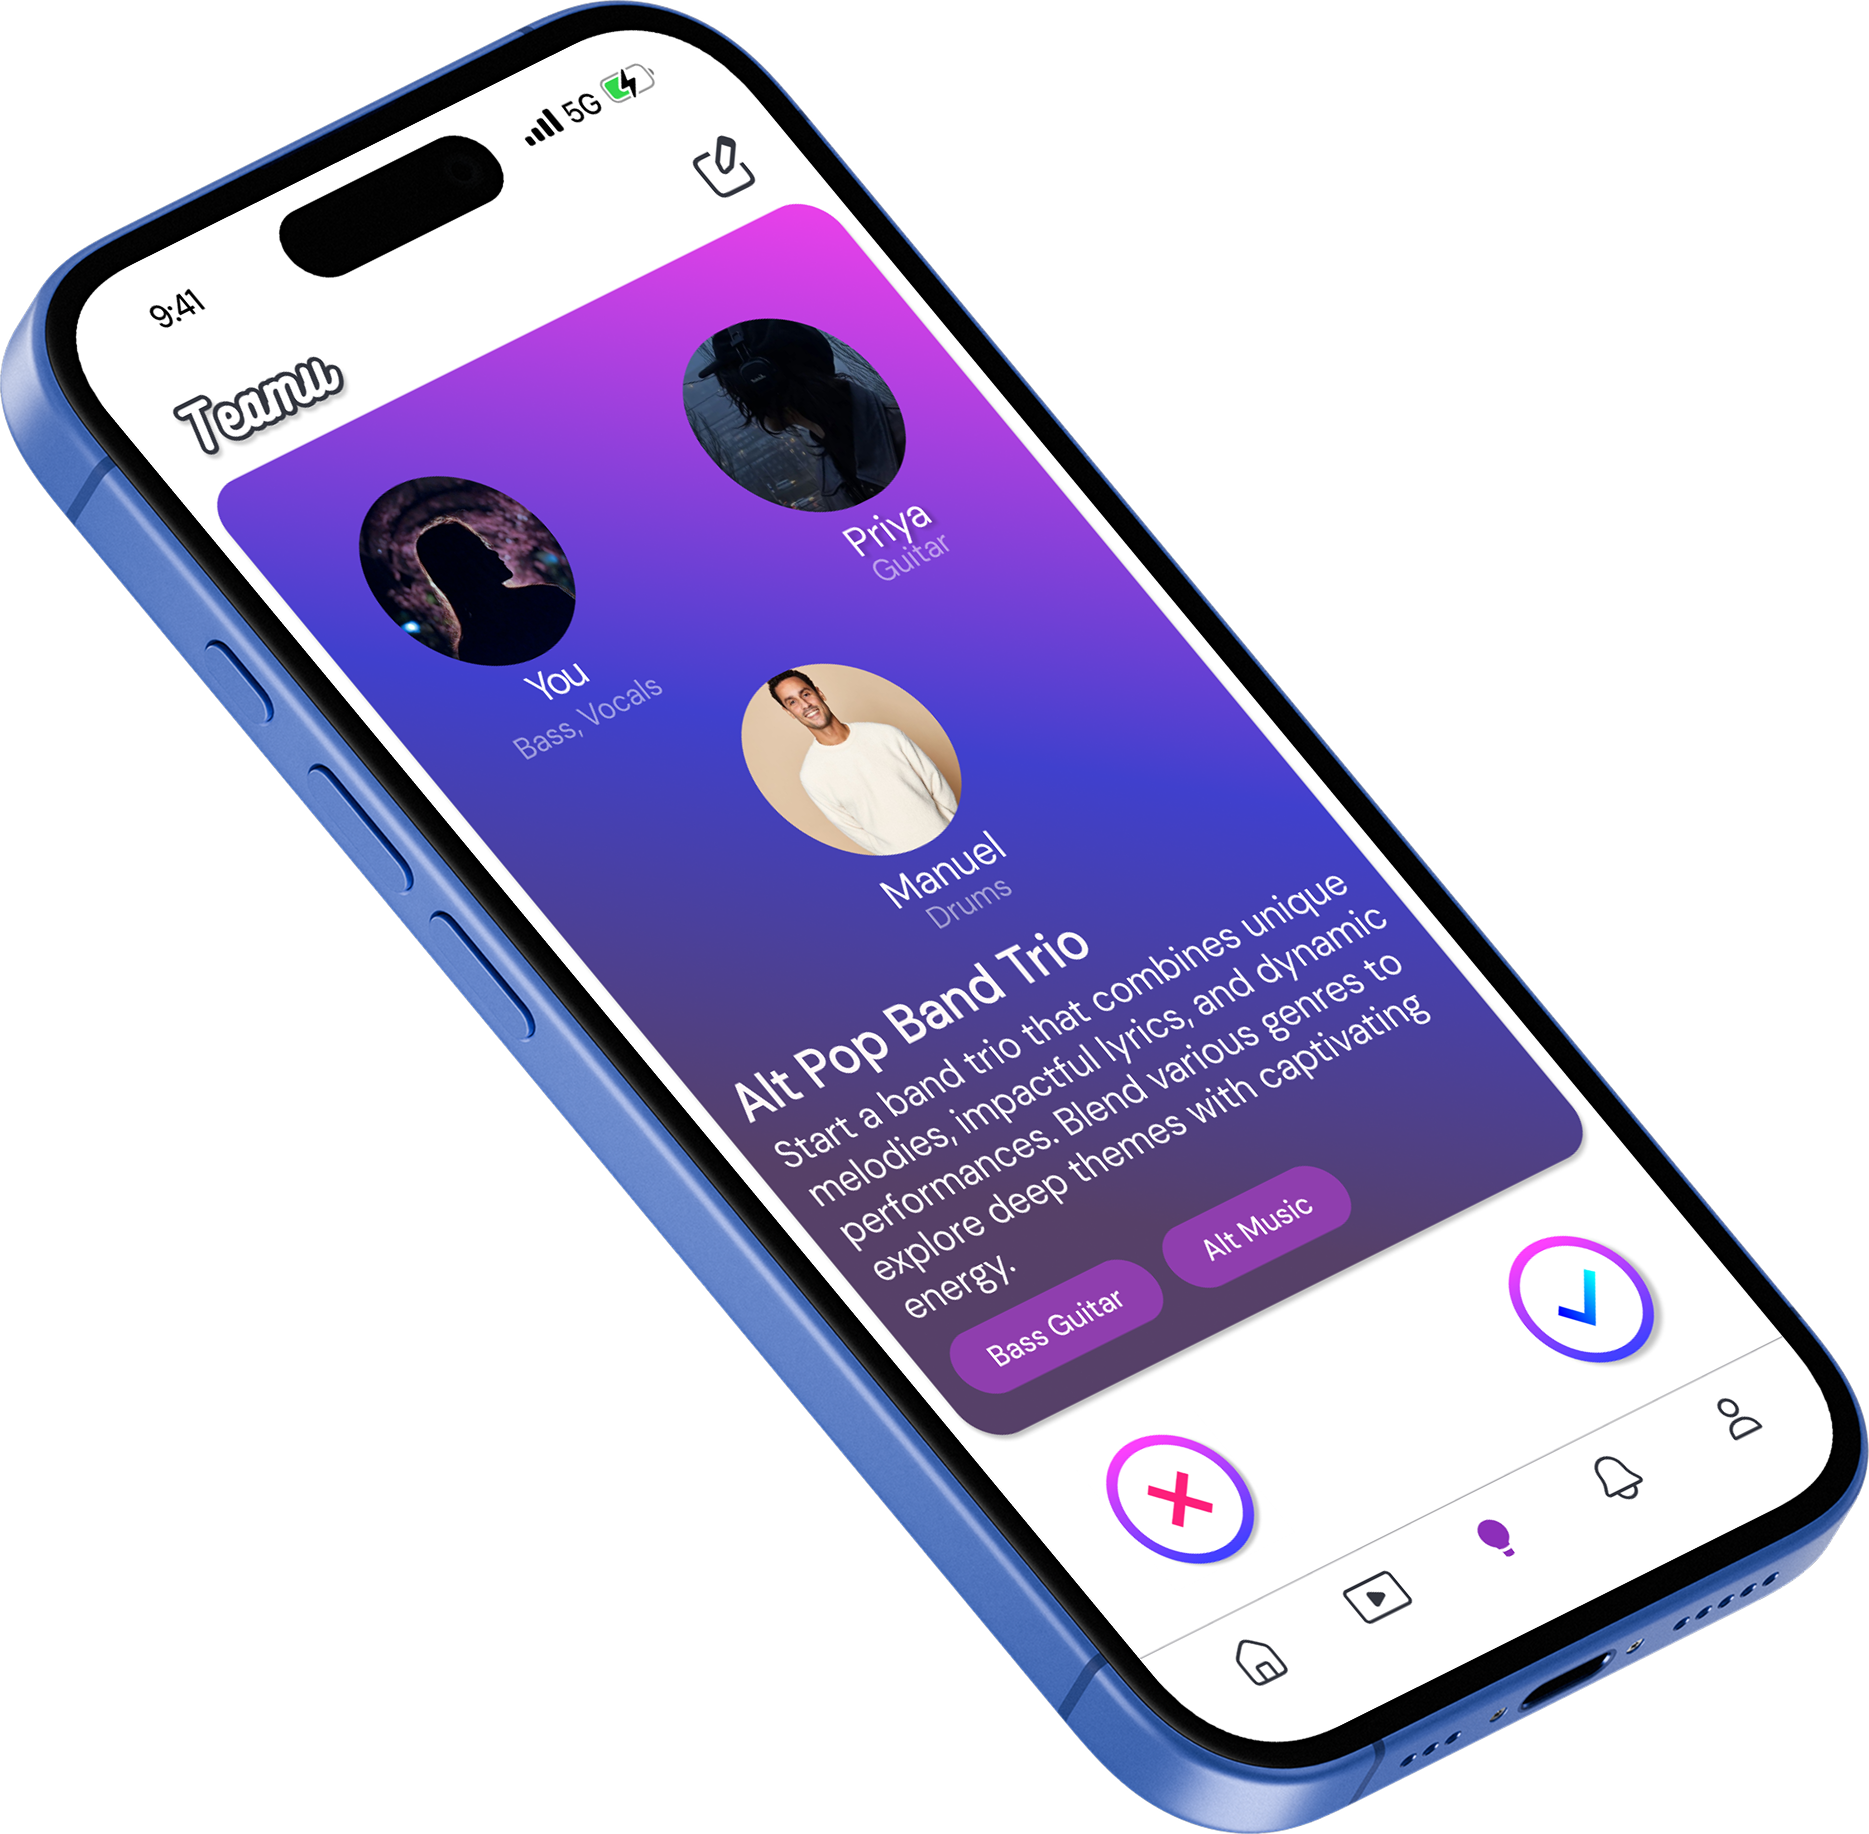 9:41
5G
Teamu
Priya
Guitar
You
Bass, Vocals
Manuel
Drums
Alt Pop Band Trio
Start a band trio that combines unique
melodies, impactful lyrics, and dynamic
performances. Blend various genres to
explore deep themes with captivating
energy.
Bass Guitar
Alt Music